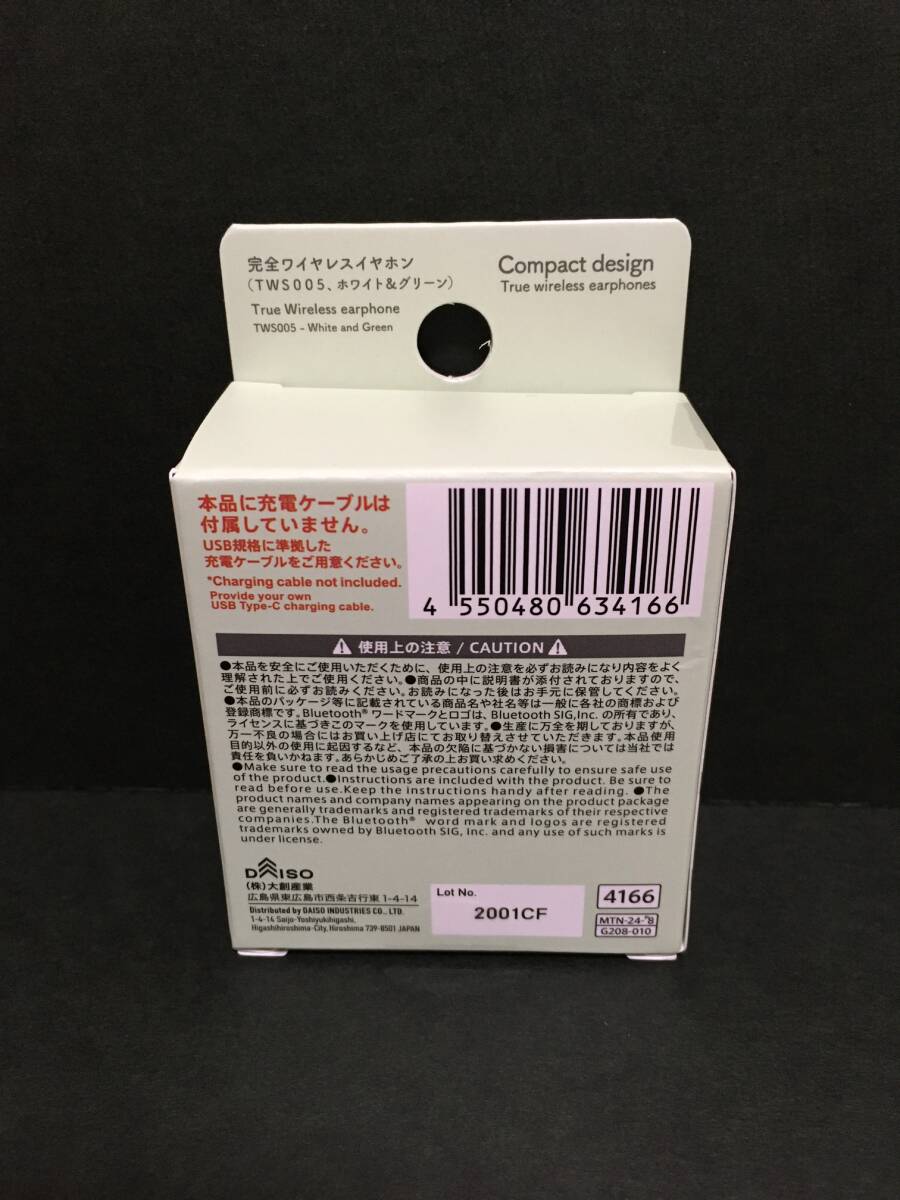 完全ワイヤレスイヤホン
(TWS005、ホワイト&グリーン)
True Wireless earphone
TWS005 - White and Green
Compact design
True wireless earphones
本品に充電ケーブルは
付属していません。
USB規格に準拠した
充電ケーブルをご用意ください。
*Charging cable not included.
Provide your own
USB Type-C charging cable.
4 550480 634166
使用上の注意 / CAUTION
●本品を安全にご使用いただくために、使用上の注意を必ずお読みになり内容をよく
理解された上でご使用ください。●商品の中に説明書が添付されておりますので、
ご使用前に必ずお読みください。お読みになった後はお手元に保管してください。
●本品のパッケージ等に記載されている商品名や社名等は一般に各社の商標および
登録商標です。Bluetooth® ワードマークとロゴは、Bluetooth SIG,Inc. の所有であり、
ライセンスに基づきこのマークを使用しています。●生産に万全を期しておりますが、
万一不良の場合にはお買い上げ店にてお取り替えさせていただきます。本品使用
目的以外の使用に起因するなど、本品の欠陥に基づかない損害については当社では
責任を負いかねます。あらかじめご了承の上お買い求めください。
●Make sure to read the usage precautions carefully to ensure safe use
of the product.●Instructions are included with the product. Be sure to
read before use.Keep the instructions handy after reading. ●The
product names and company names appearing on the product package
are generally trademarks and registered trademarks of their respective
companies.The Bluetooth® word mark and logos are registered
trademarks owned by Bluetooth SIG, Inc. and any use of such marks is
under license.
DAISO
(株)大創産業
広島県東広島市西条吉行東1-4-14
Distributed by DAISO INDUSTRIES CO., LTD.
1-4-14 Saijo-Yoshiyukihigashi,
Higashihiroshima-City, Hiroshima 739-8501 JAPAN
Lot No.
2001CF
4166
MTN-24-*8
G208-010